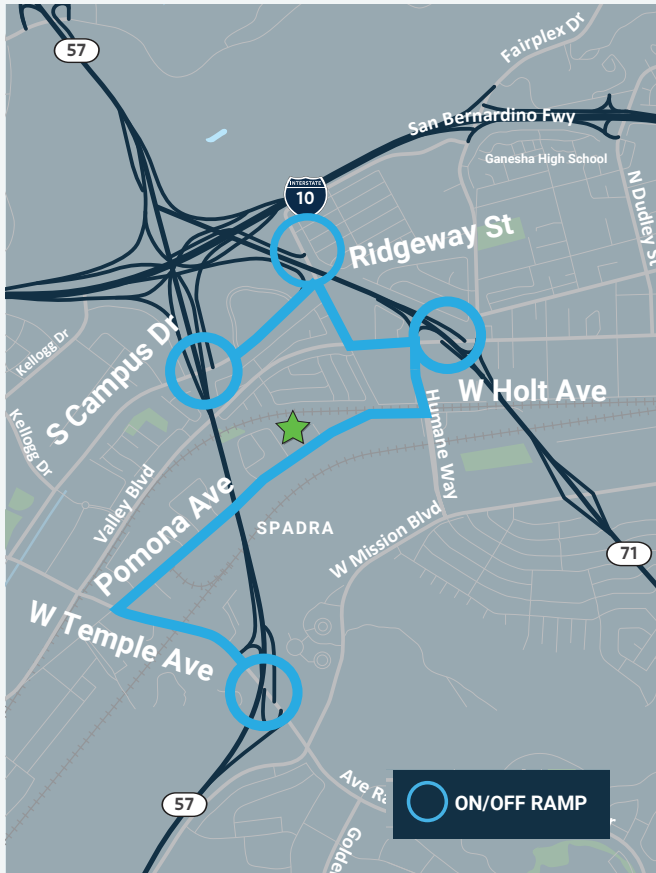 57
Fairplex Dr
San Bernardino Fwy
Ganesha High School
INTERSTATE
10
N Dudley St
Ridgeway St
Kellogg Dr
S Campus Dr
W Holt Ave
Kellogg Dr
Humane Way
Valley Blvd
Pomona Ave
SPADRA
W Mission Blvd
71
W Temple Ave
57
Ave
ON/OFF RAMP